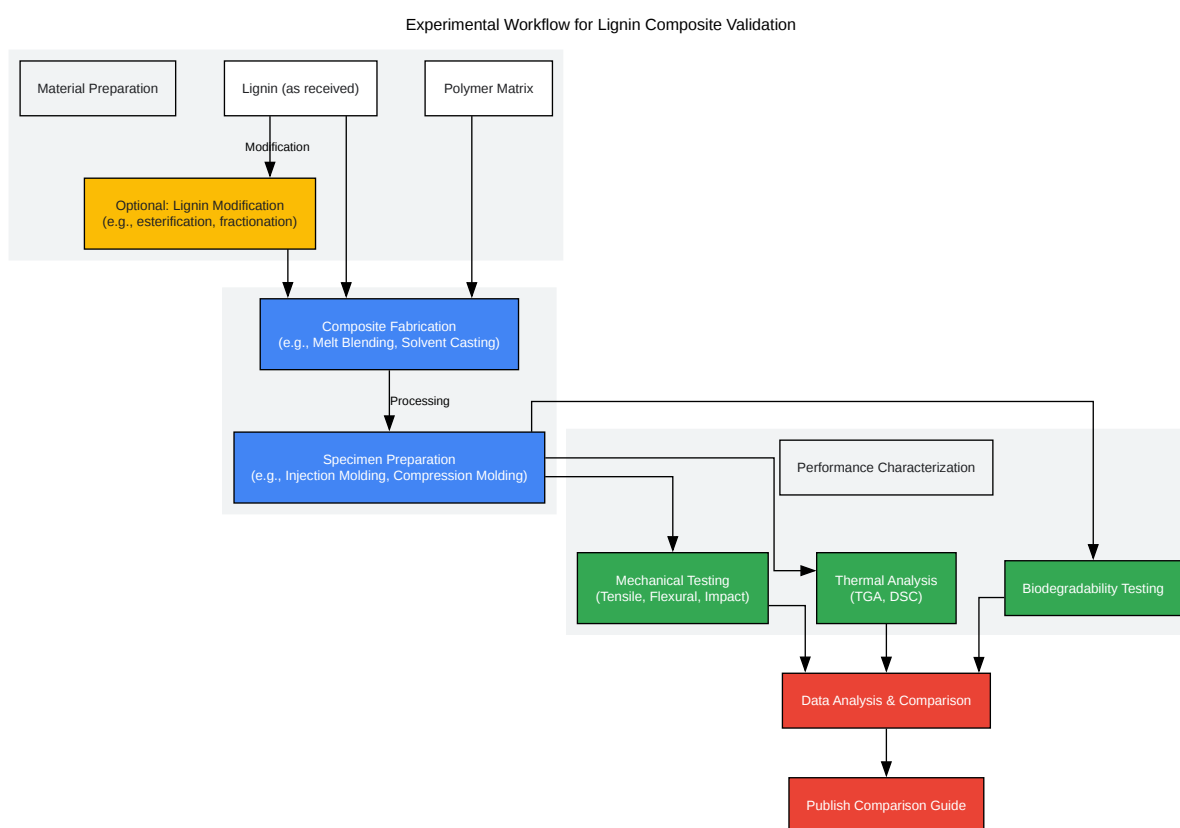 Experimental Workflow for Lignin Composite Validation
Material Preparation
Lignin (as received)
Polymer Matrix
Modification
Optional: Lignin Modification
(e.g., esterification, fractionation)
Composite Fabrication
(e.g., Melt Blending, Solvent Casting)
Processing
Specimen Preparation
(e.g., Injection Molding, Compression Molding)
Performance Characterization
Mechanical Testing
(Tensile, Flexural, Impact)
Thermal Analysis
(TGA, DSC)
Biodegradability Testing
Data Analysis & Comparison
Publish Comparison Guide